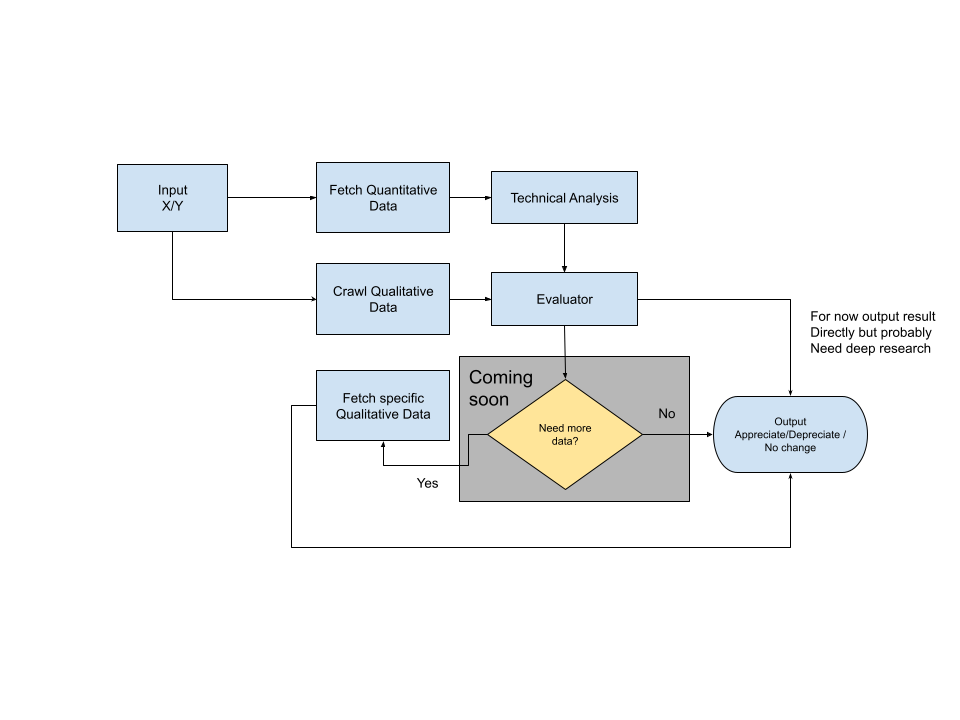 Input
X/Y
Fetch Quantitative
Data
Technical Analysis
Crawl Qualitative
Data
Evaluator
For now output result
Directly but probably
Need deep research
Coming
soon
Fetch specific
Qualitative Data
Need more
data?
No
Output
Appreciate/Depreciate /
No change
Yes